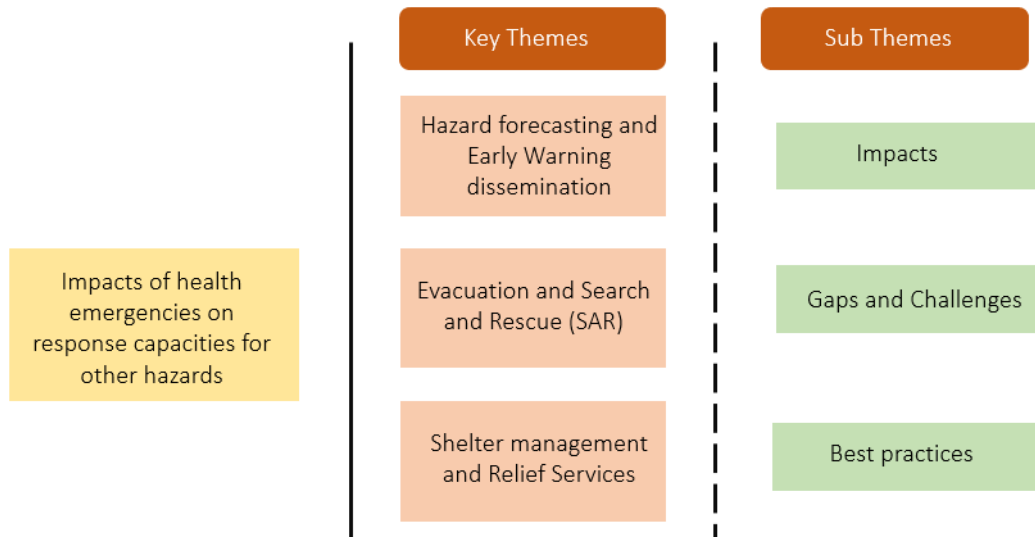 Key Themes
Sub Themes
Hazard forecasting and
Early Warning
dissemination
Impacts
Impacts of health
emergencies on
response capacities for
other hazards
Evacuation and Search
and Rescue (SAR)
Gaps and Challenges
Shelter management
and Relief Services
Best practices